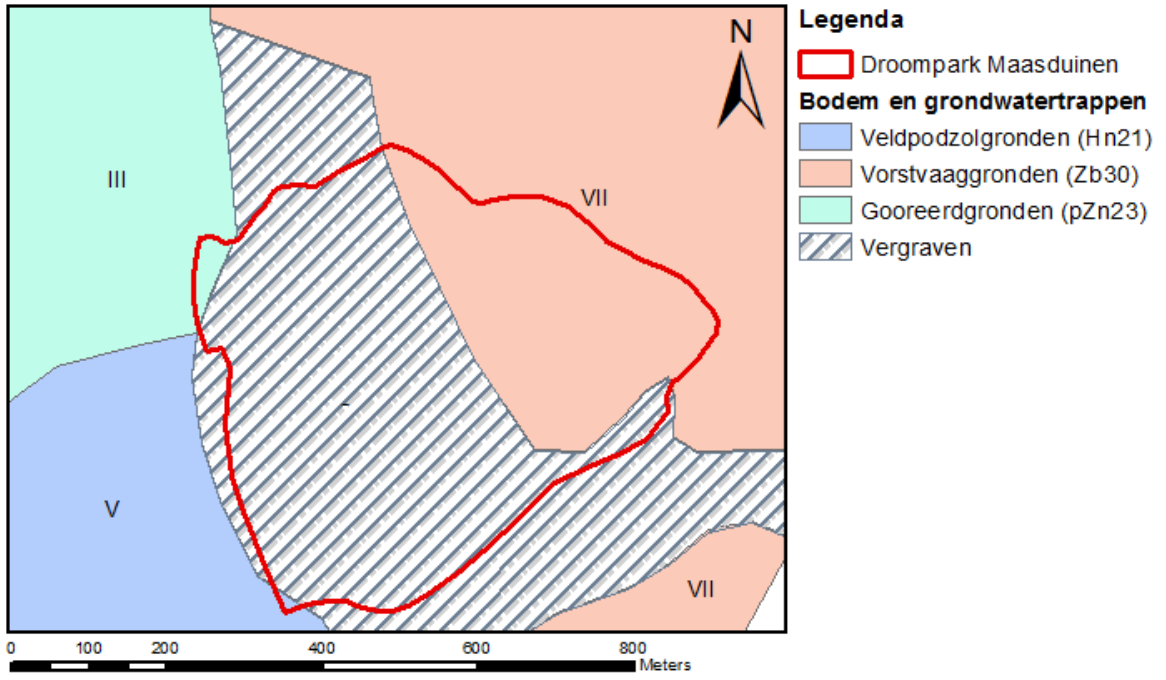 N
III
VII
V
VII
0 100 200 400 600 800
Meters
Legenda
Droompark Maasduinen
Bodem en grondwatertrappen
Veldpodzolgronden (Hn21)
Vorstvaaggronden (Zb30)
Gooreerdgronden (pZn23)
Vergraven